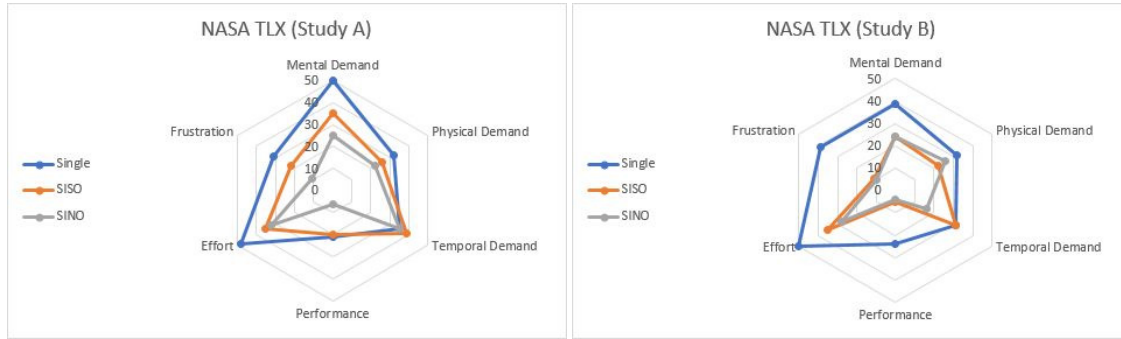 NASA TLX (Study A)
Mental Demand
50
40
30
20
10
0
Frustration
Physical Demand
Single
SISO
SINO
Effort
Temporal Demand
Performance
NASA TLX (Study B)
Mental Demand
50
40
30
20
10
0
Frustration
Physical Demand
Single
SISO
SINO
Effort
Temporal Demand
Performance